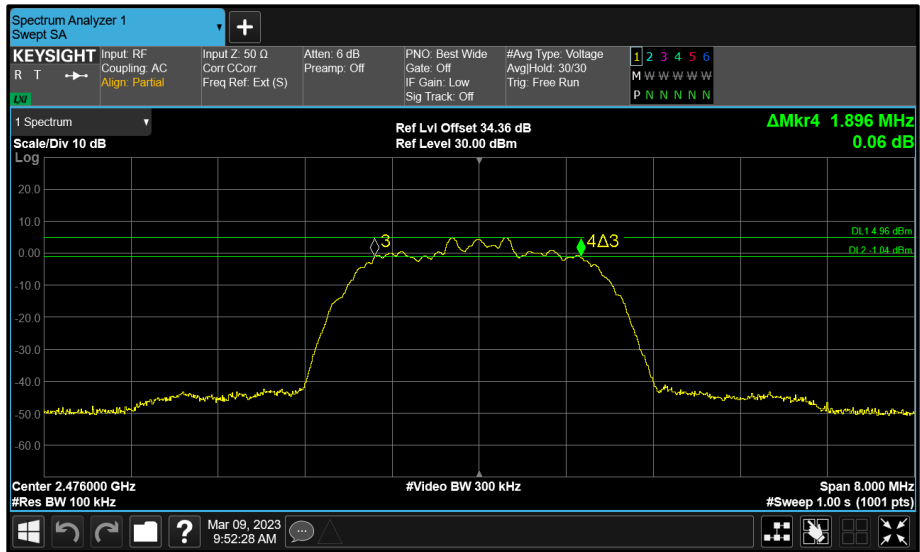 Spectrum Analyzer 1
Swept SA
+
KEYSIGHT
R T
LXI
Input: RF
Coupling: AC
Align: Partial
Input Z: 50 Ω
Corr CCorr
Freq Ref: Ext (S)
Atten: 6 dB
Preamp: Off
PNO: Best Wide
Gate: Off
IF Gain: Low
Sig Track: Off
#Avg Type: Voltage
Avg|Hold: 30/30
Trig: Free Run
1 2 3 4 5 6
M W W W W W
P N N N N N
1 Spectrum
Scale/Div 10 dB
Ref Lvl Offset 34.36 dB
Ref Level 30.00 dBm
ΔMkr4 1.896 MHz
0.06 dB
Log
20.0
10.0
0.00
-10.0
-20.0
-30.0
-40.0
-50.0
-60.0
3
4Δ3
DL1 4.96 dBm
DL2 -1.04 dBm
Center 2.476000 GHz
#Res BW 100 kHz
#Video BW 300 kHz
Span 8.000 MHz
#Sweep 1.00 s (1001 pts)
?
Mar 09, 2023
9:52:28 AM